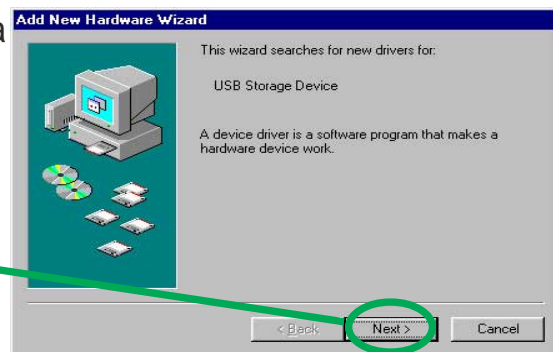 a
Add New Hardware Wizard
This wizard searches for new drivers for:
USB Storage Device
A device driver is a software program that makes a
hardware device work.
< Back
Next >
Cancel